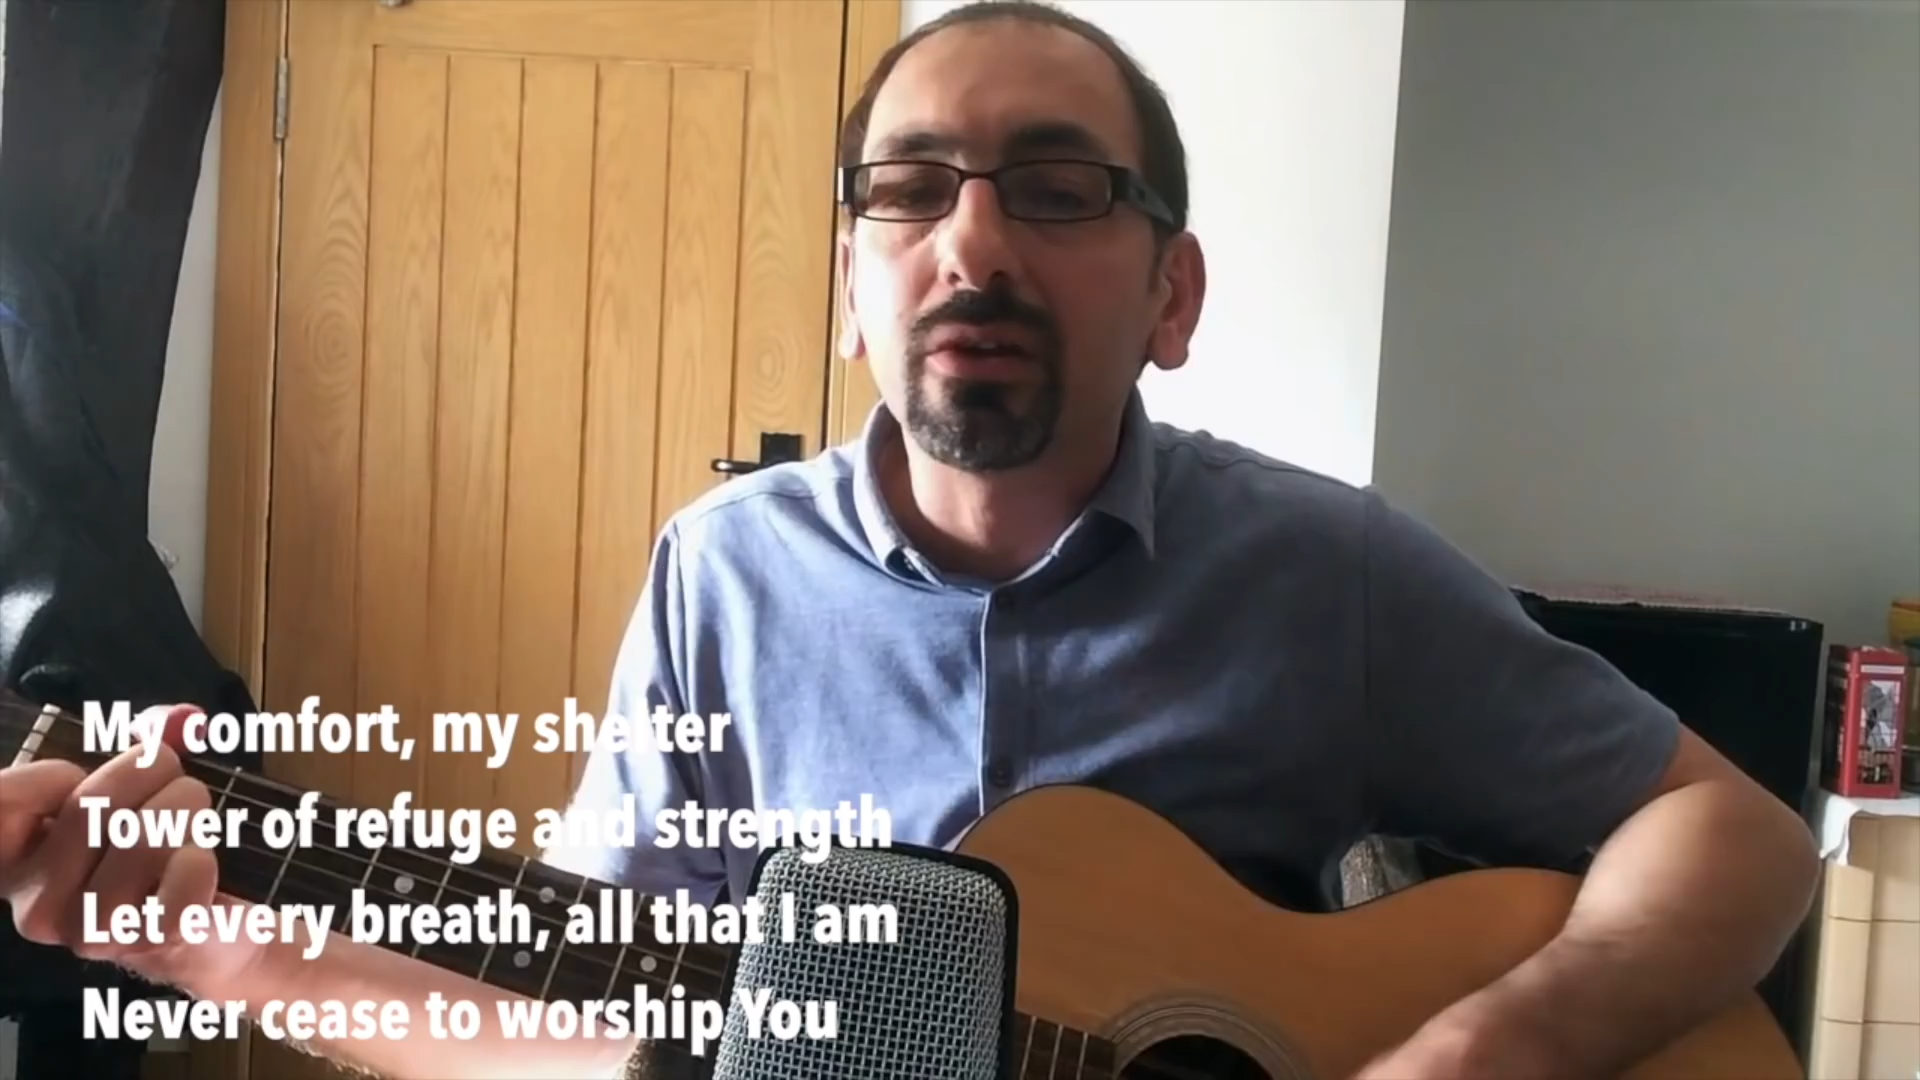 My comfort, my shelter
Tower of refuge and strength
Let every breath, all that I am
Never cease to worship You